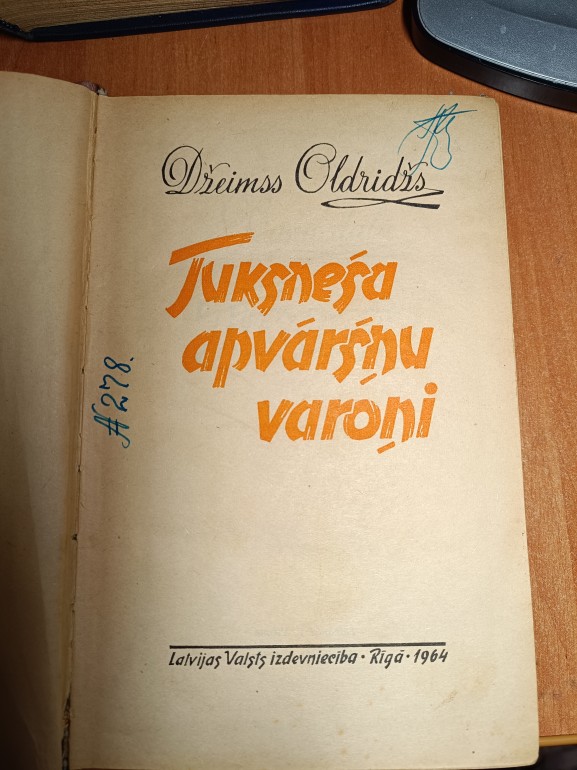 Džeimss Oldridžs
Tuksneša
apvāršņu
varoņi
N 278.
Latvijas Valsts izdevniecība • Rīgā • 1964